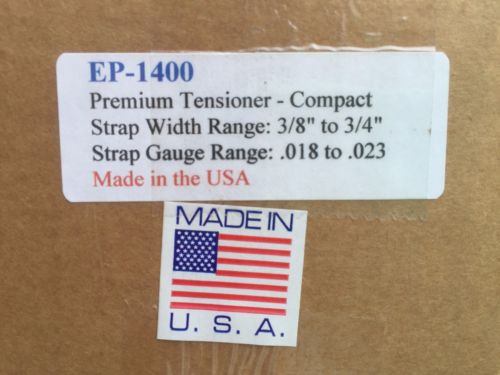 EP-1400
Premium Tensioner - Compact
Strap Width Range: 3/8" to 3/4"
Strap Gauge Range: .018 to .023
Made in the USA
MADE IN
U. S. A.